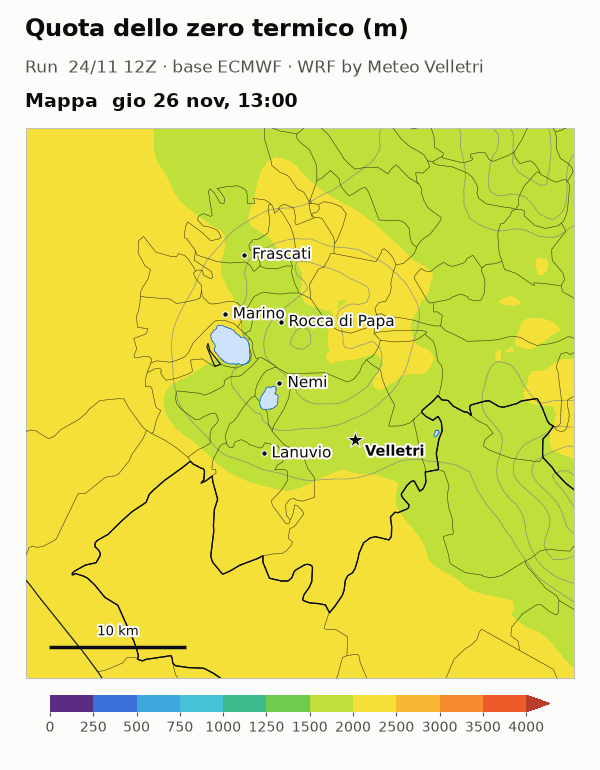 Quota dello zero termico (m)
Run  24/11 12Z · base ECMWF · WRF by Meteo Velletri
Mappa  gio 26 nov, 13:00
Frascati
Marino
Rocca di Papa
Nemi
Velletri
Lanuvio
10 km
0 250 500 750 1000 1250 1500 2000 2500 3000 3500 4000